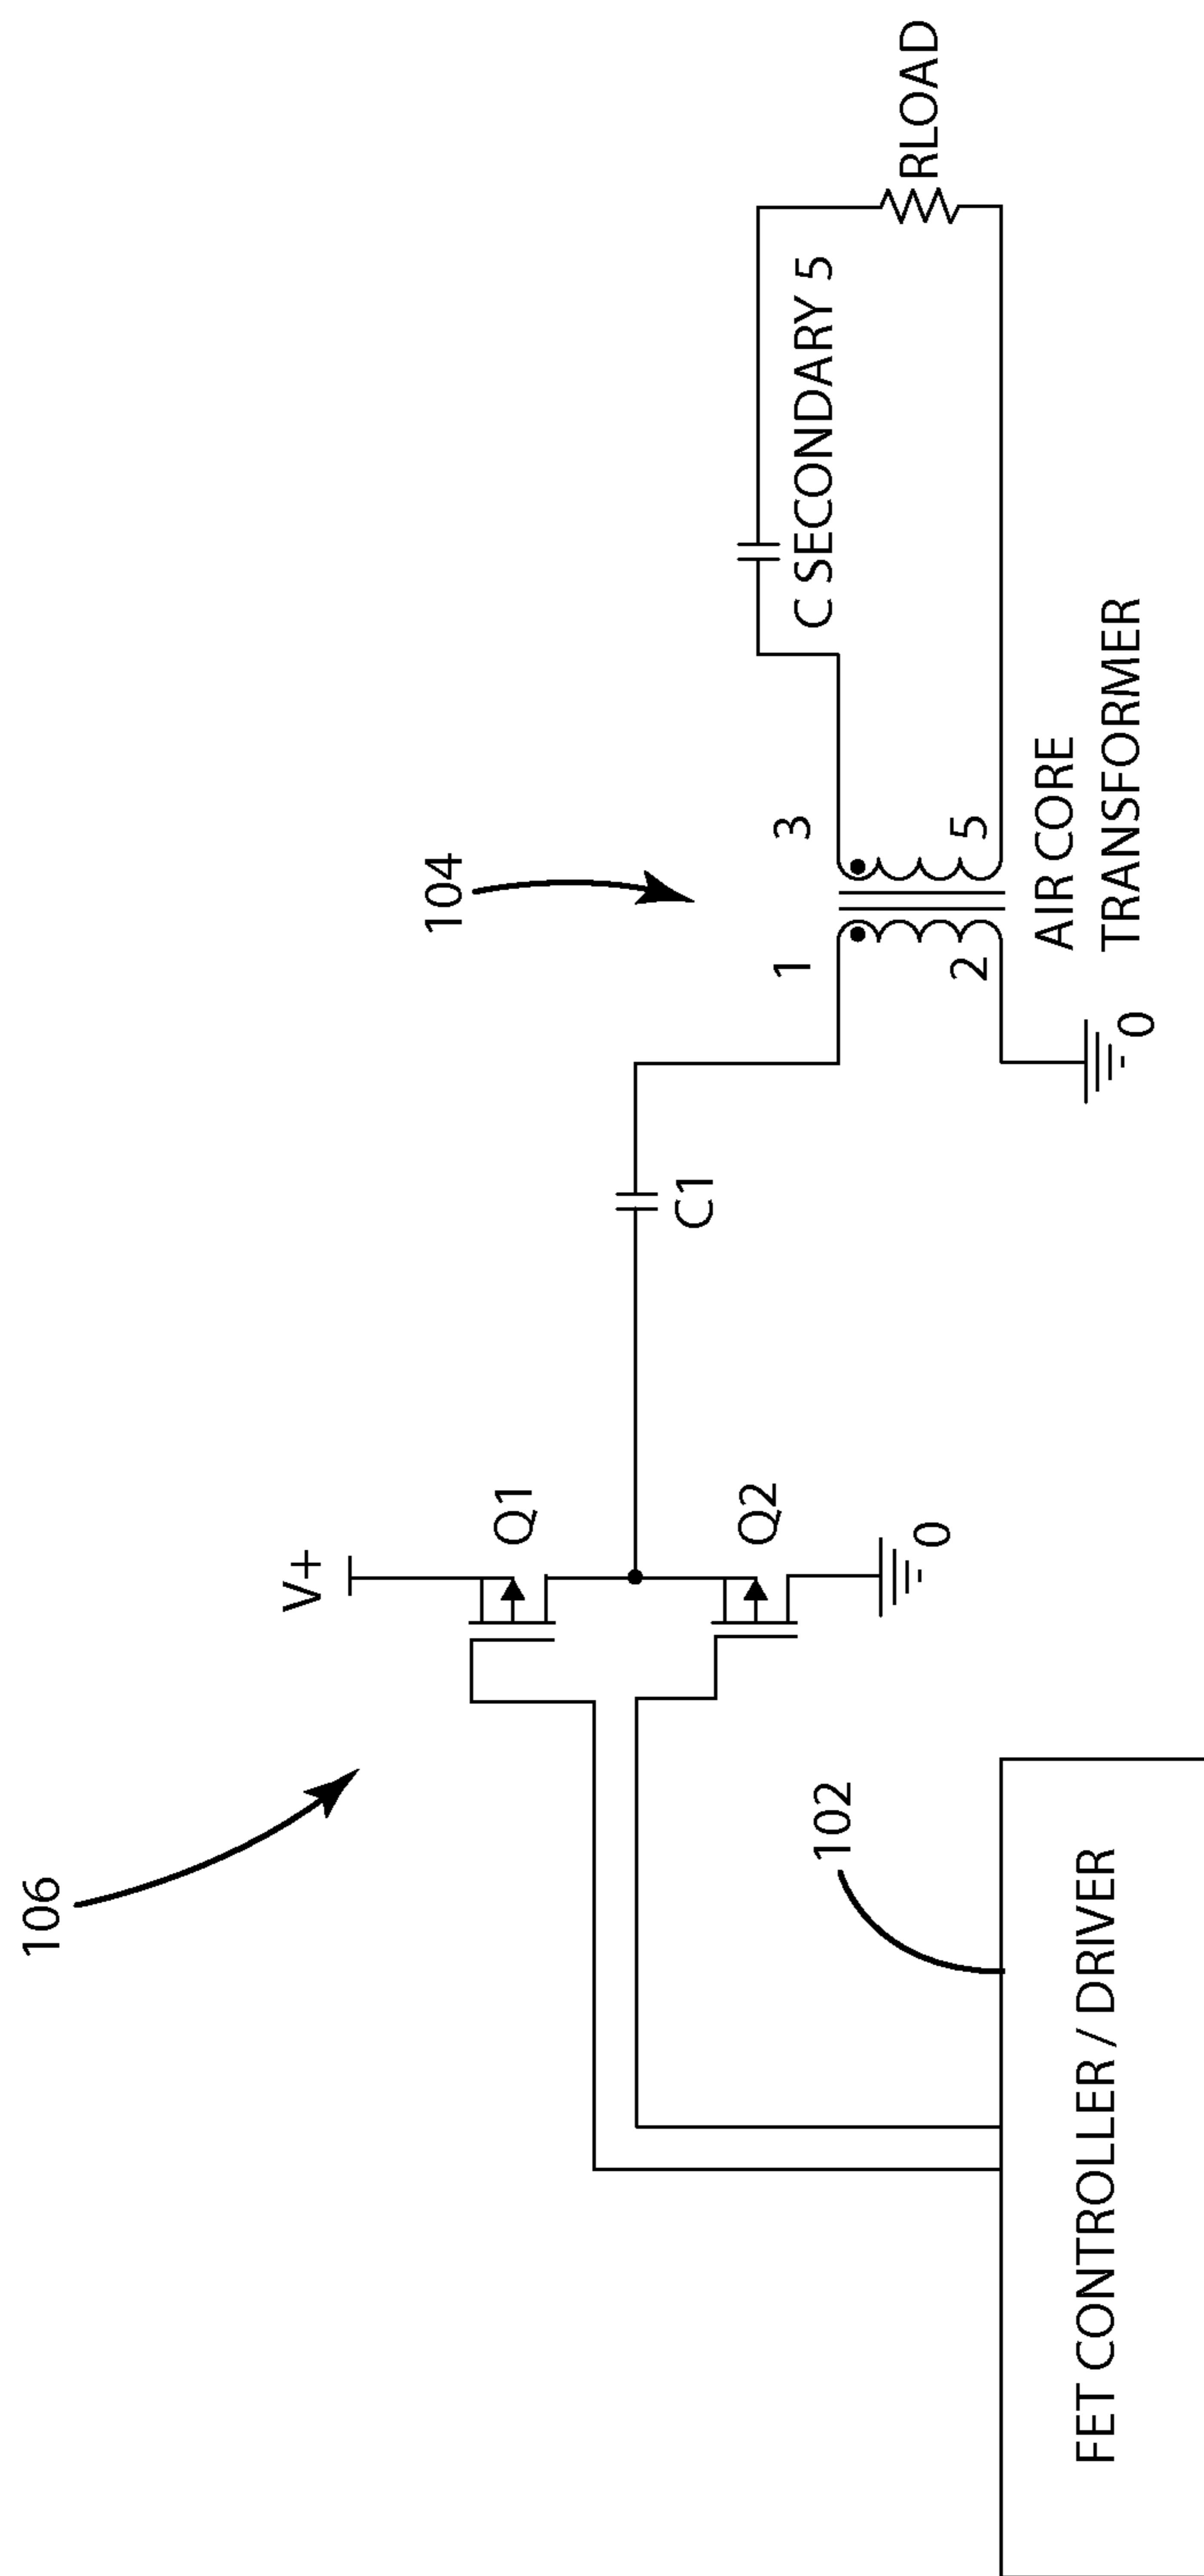 106
V+
Q1
Q2
0
102
FET CONTROLLER / DRIVER
C1
104
1
3
2
5
0
AIR CORE
TRANSFORMER
C SECONDARY 5
RLOAD